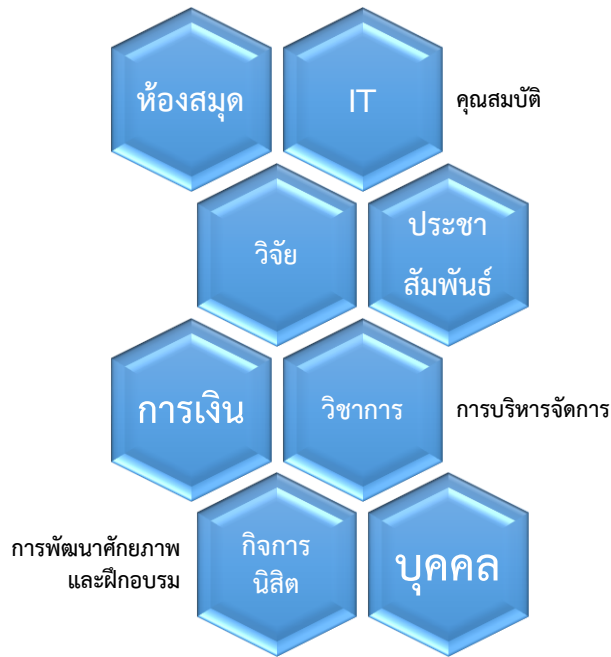 ห้องสมุด
IT
คุณสมบัติ
วิจัย
ประชา
สัมพันธ์
การเงิน
วิชาการ
การบริหารจัดการ
การพัฒนาศักยภาพ
และฝึกอบรม
กิจการ
นิสิต
บุคคล